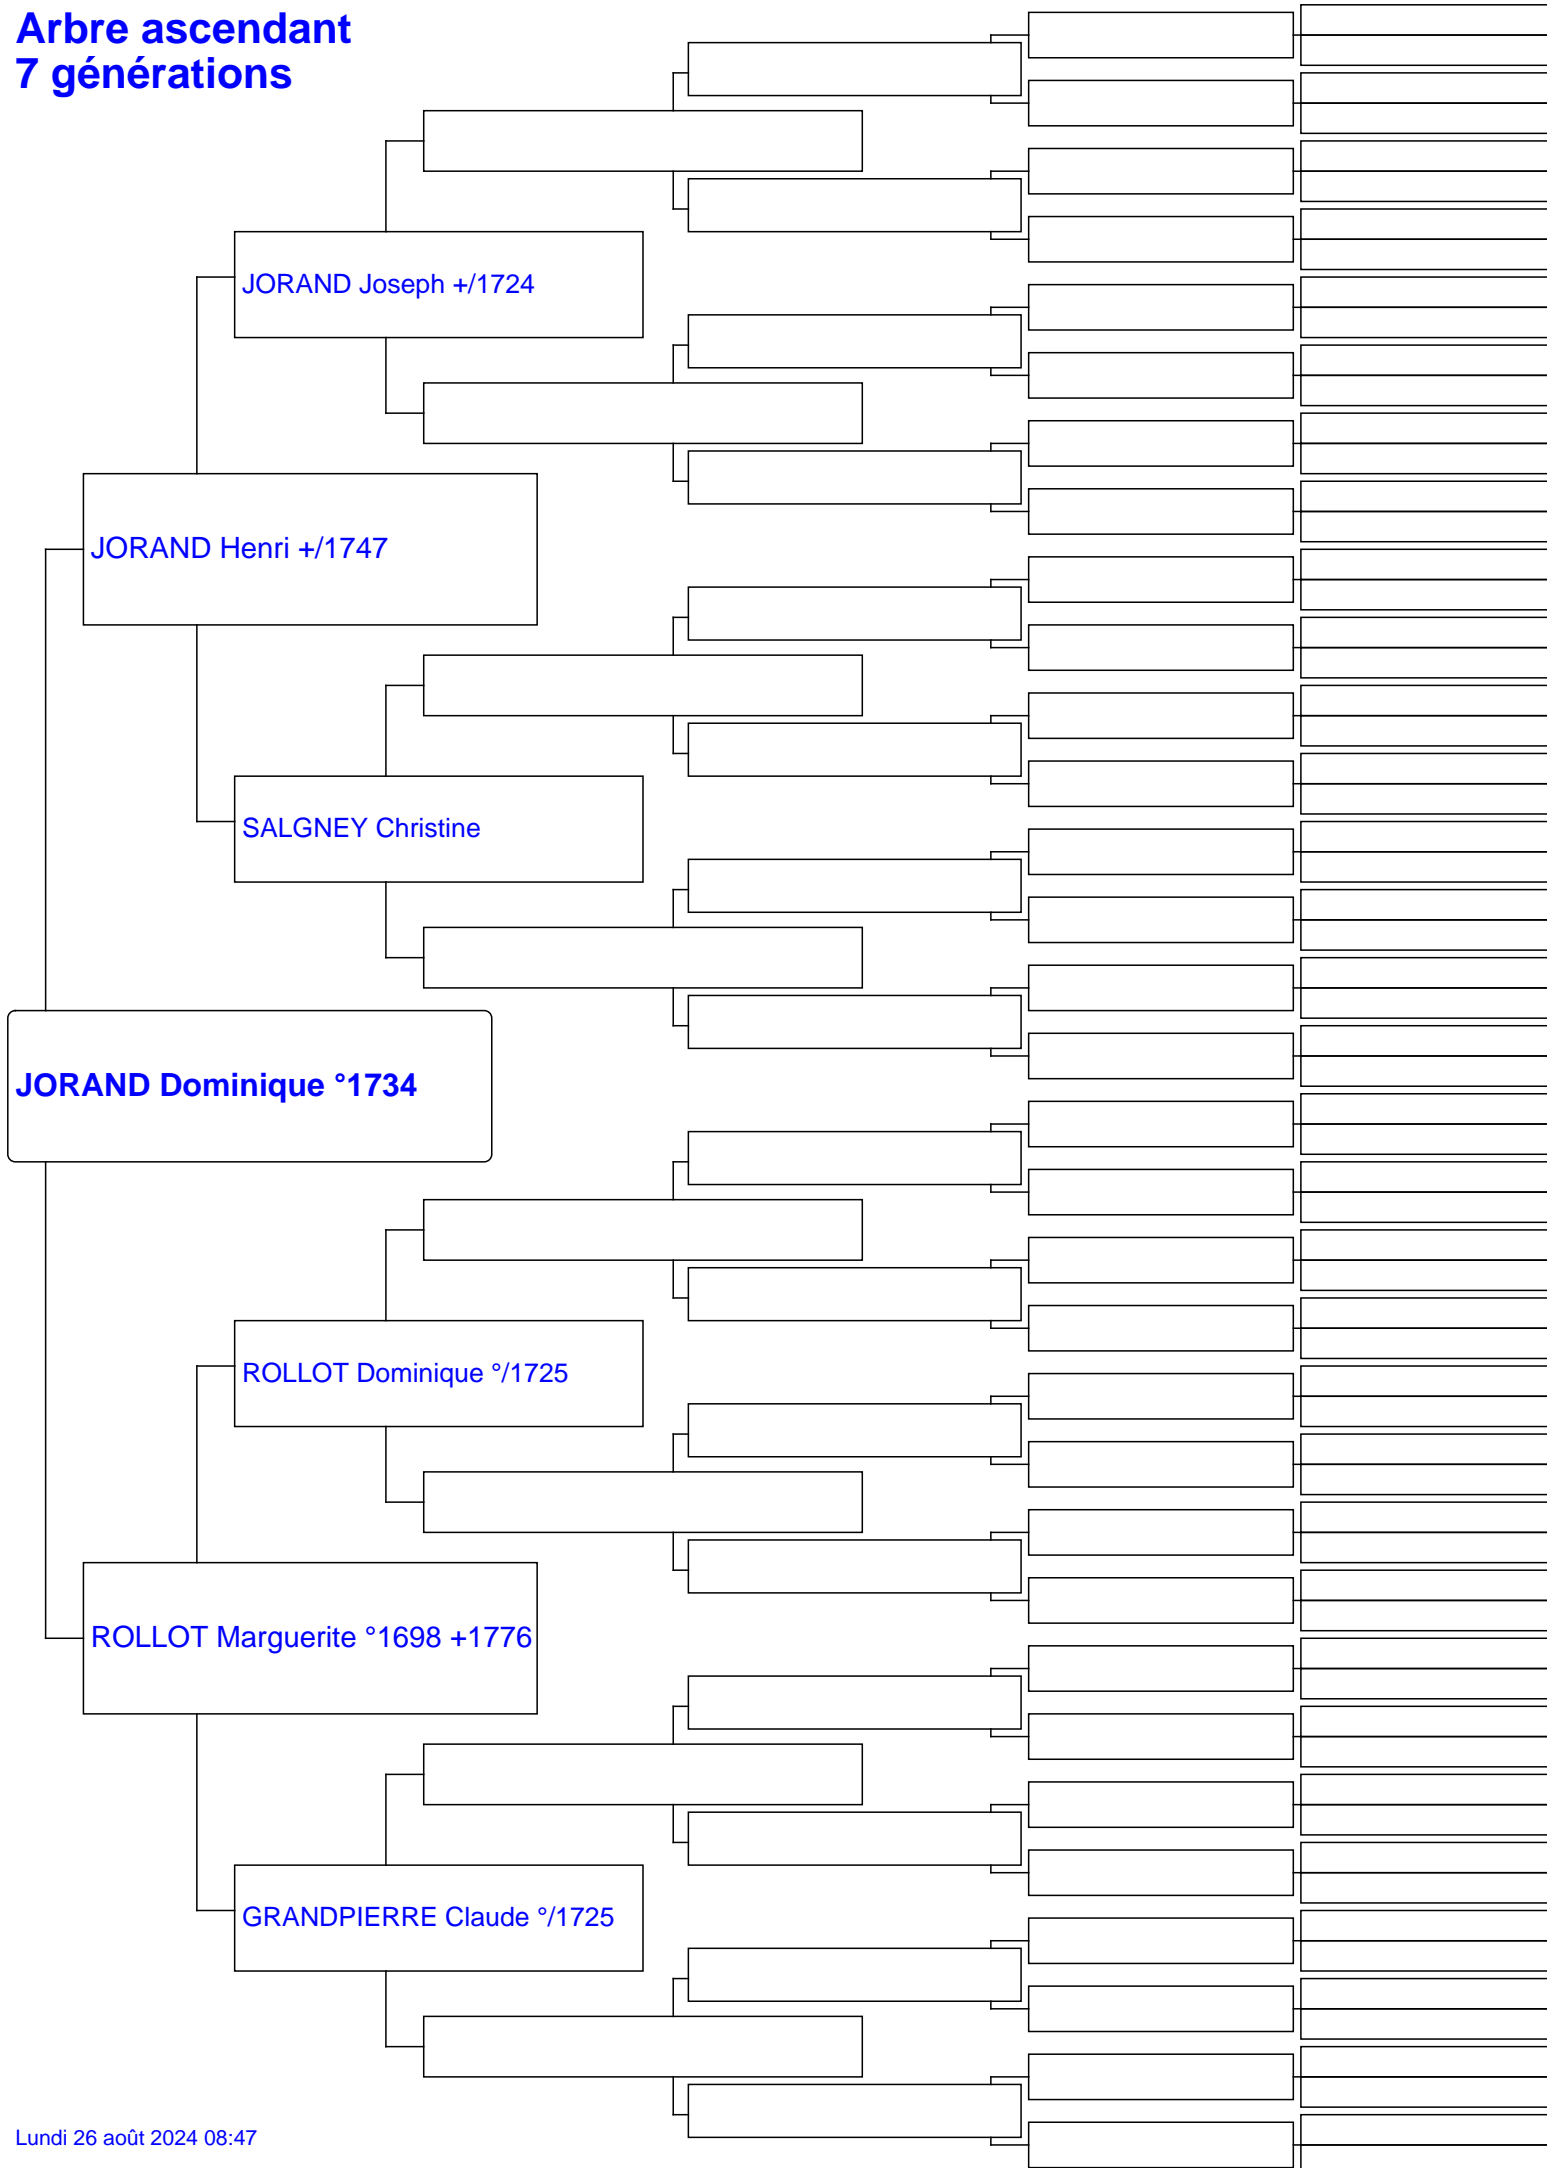 Arbre ascendant
7 générations
JORAND Joseph +/1724
JORAND Henri +/1747
SALGNEY Christine
JORAND Dominique °1734
ROLLOT Dominique °/1725
ROLLOT Marguerite °1698 +1776
GRANDPIERRE Claude °/1725
Lundi 26 août 2024 08:47